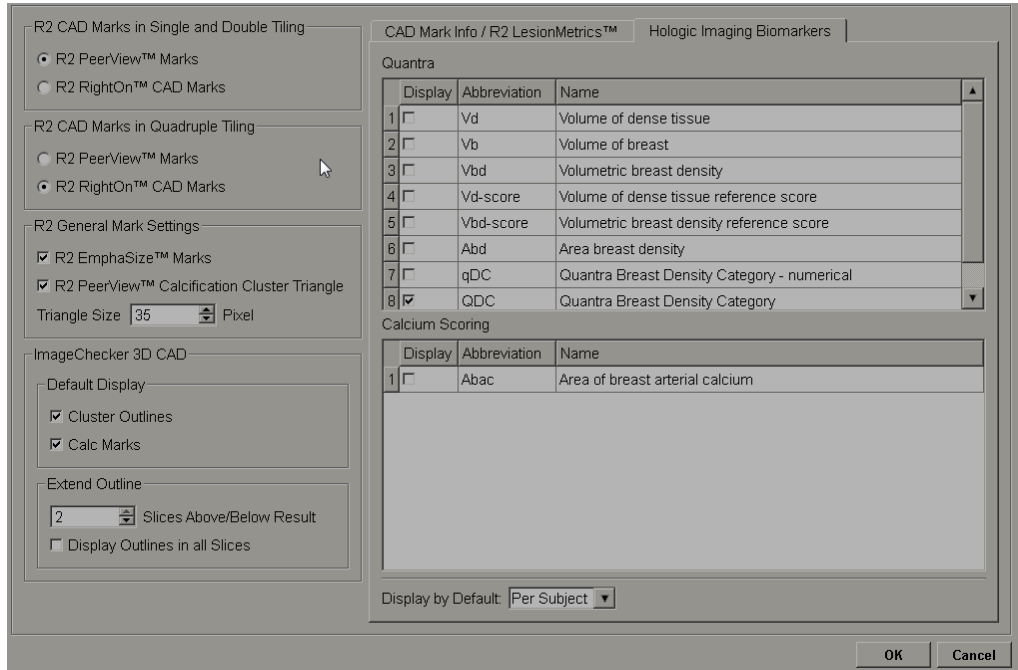 R2 CAD Marks in Single and Double Tiling
R2 PeerView™ Marks
R2 RightOn™ CAD Marks
R2 CAD Marks in Quadruple Tiling
R2 PeerView™ Marks
R2 RightOn™ CAD Marks
R2 General Mark Settings
R2 EmphaSize™ Marks
R2 PeerView™ Calcification Cluster Triangle
Triangle Size 35 Pixel
ImageChecker 3D CAD
Default Display
Cluster Outlines
Calc Marks
Extend Outline
2 Slices Above/Below Result
Display Outlines in all Slices
CAD Mark Info / R2 LesionMetrics™ Hologic Imaging Biomarkers
Quantra
Display Abbreviation Name
1 Vd Volume of dense tissue
2 Vb Volume of breast
3 Vbd Volumetric breast density
4 Vd-score Volume of dense tissue reference score
5 Vbd-score Volumetric breast density reference score
6 Abd Area breast density
7 qDC Quantra Breast Density Category - numerical
8 QDC Quantra Breast Density Category
Calcium Scoring
Display Abbreviation Name
1 Abac Area of breast arterial calcium
Display by Default: Per Subject
OK Cancel